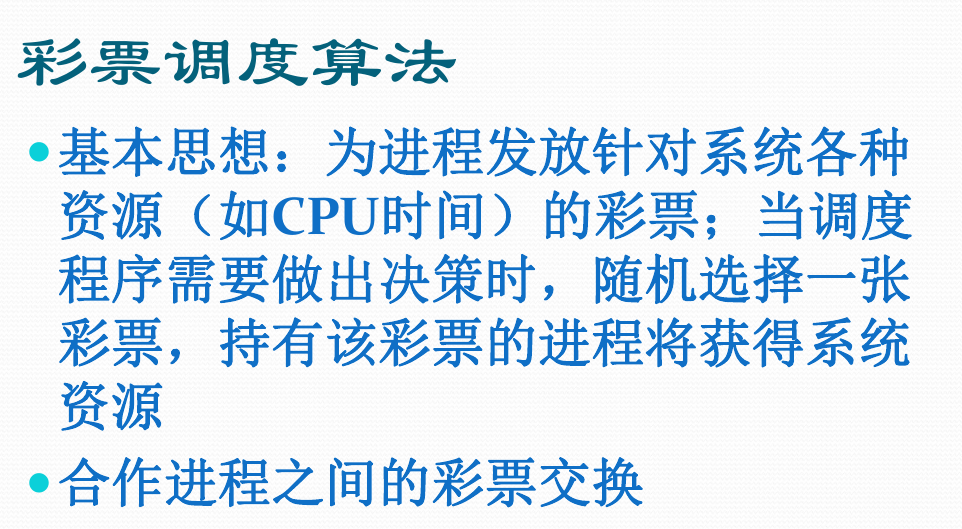 彩票调度算法
•基本思想：为进程发放针对系统各种
资源（如CPU时间）的彩票；当调度
程序需要做出决策时，随机选择一张
彩票，持有该彩票的进程将获得系统
资源
•合作进程之间的彩票交换